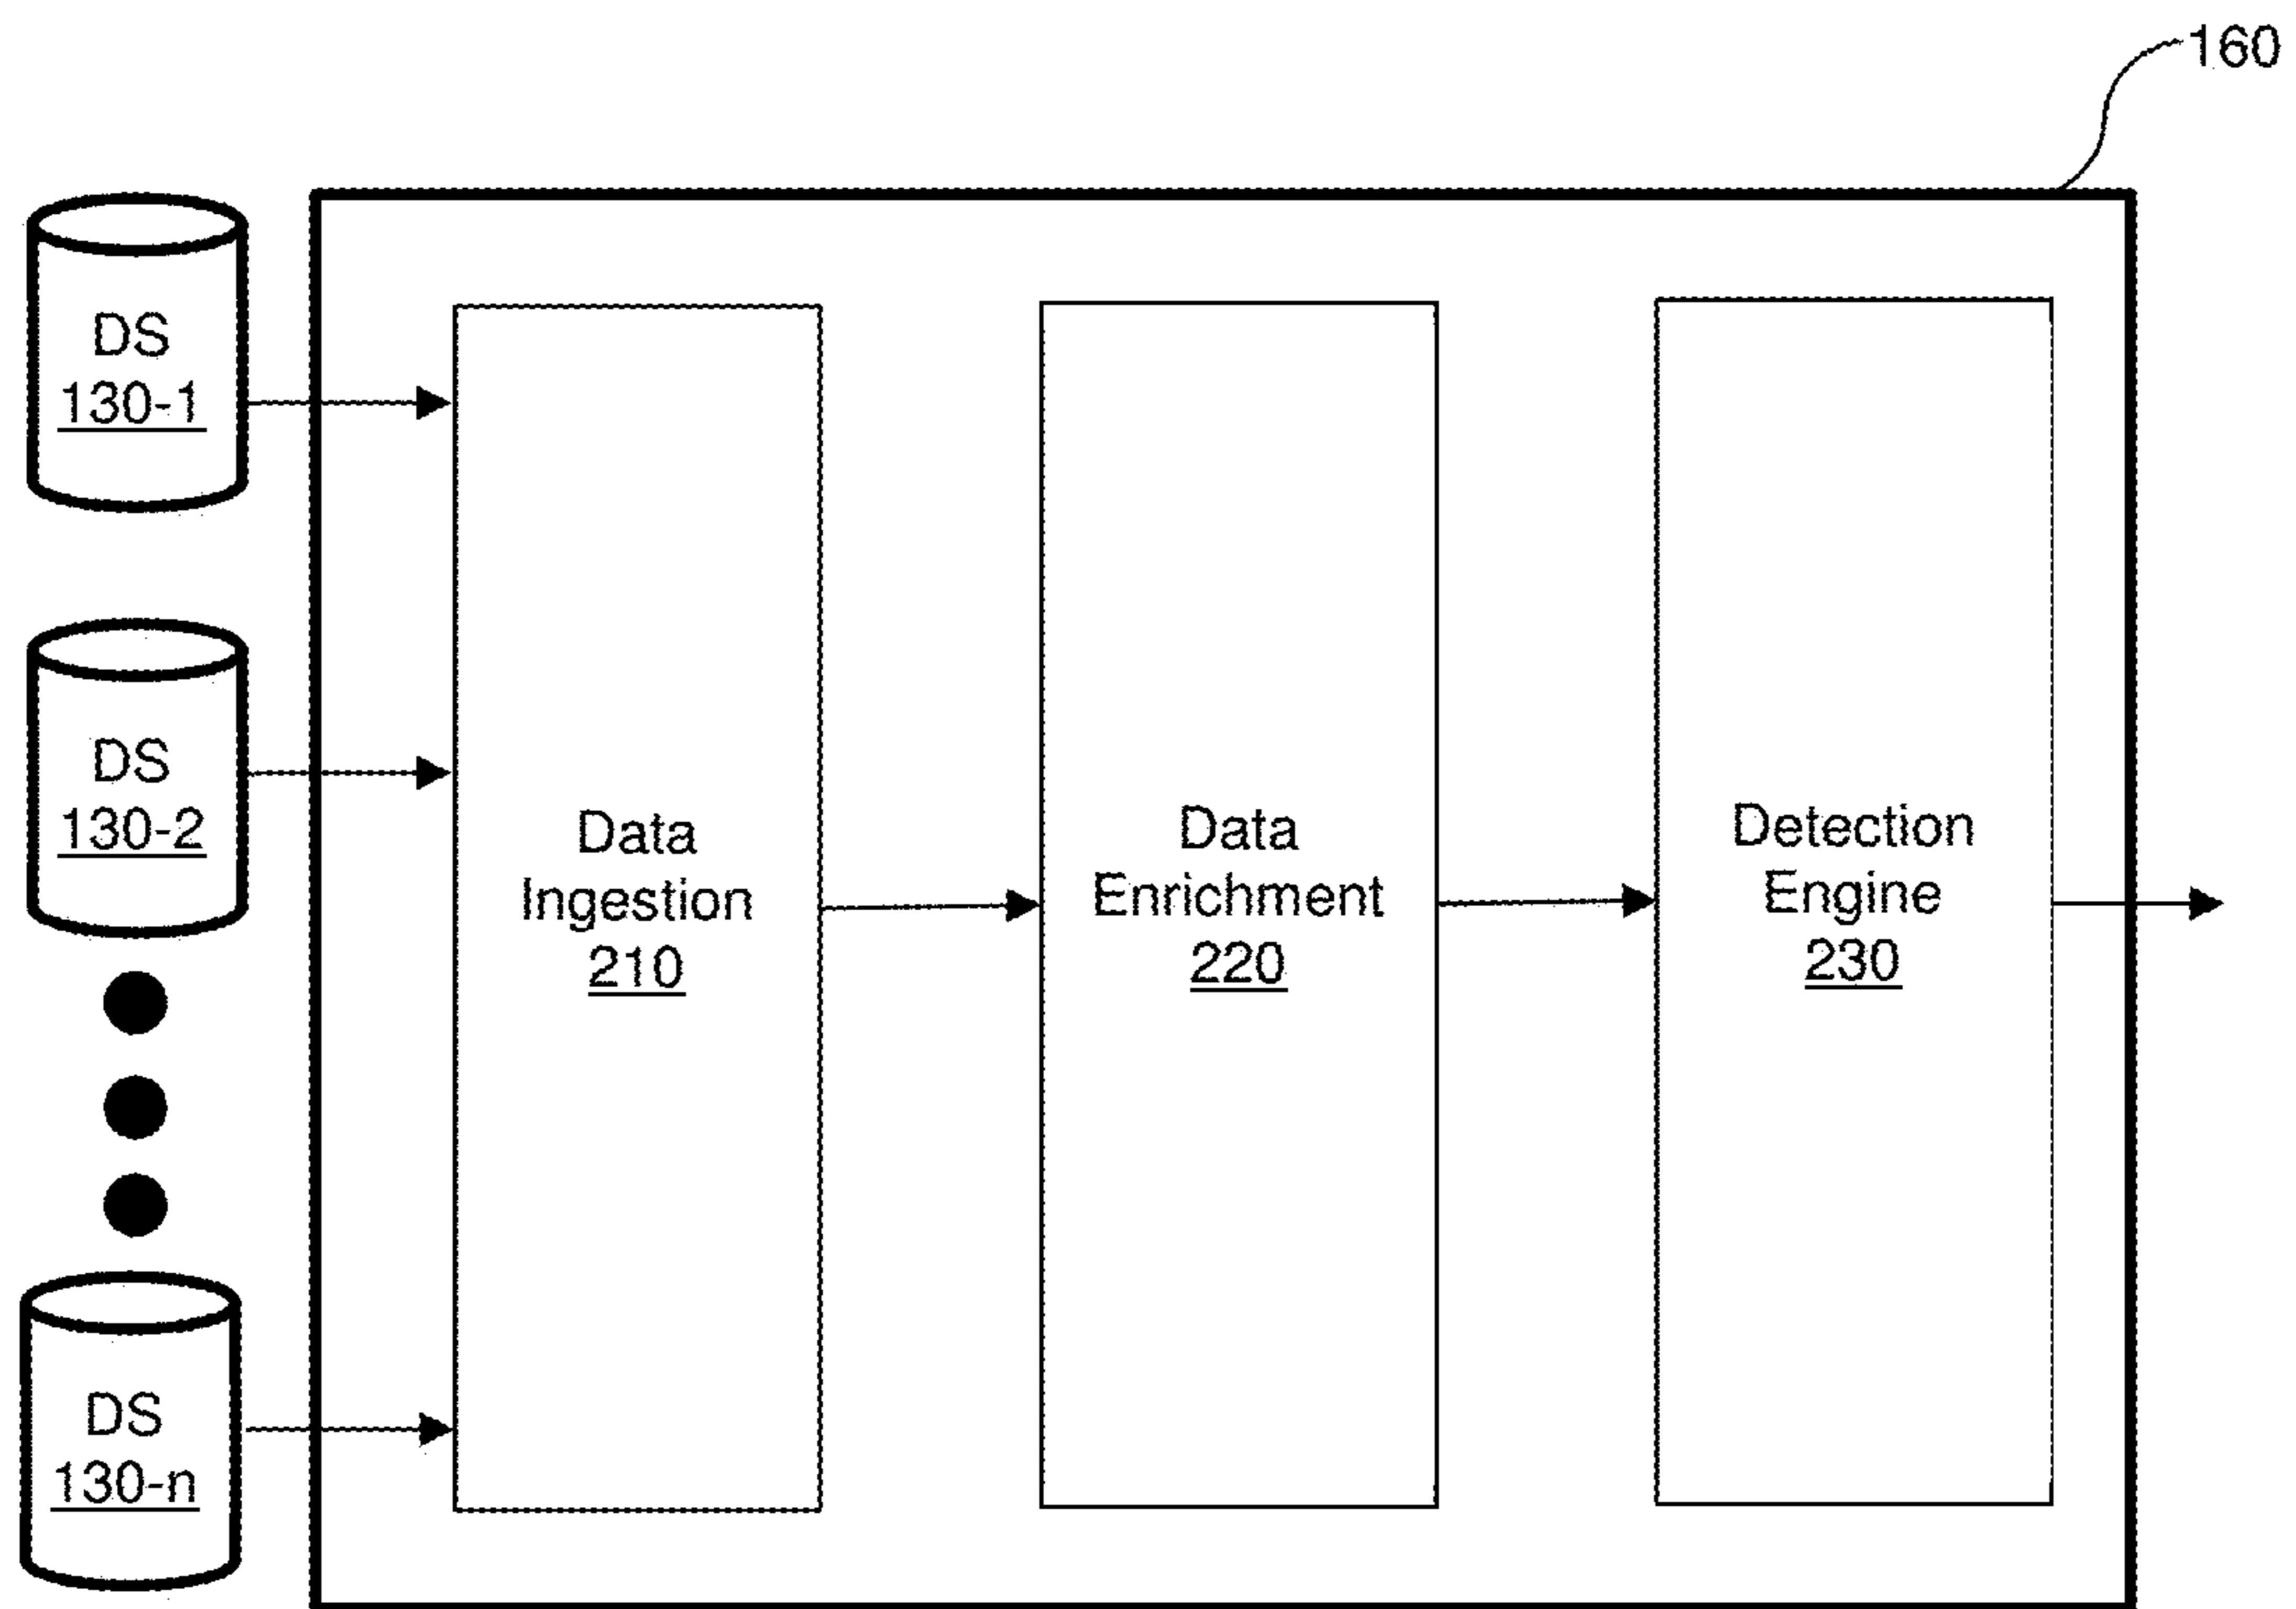 160
DS
130-1
DS
130-2
DS
130-n
Data
Ingestion
210
Data
Enrichment
220
Detection
Engine
230